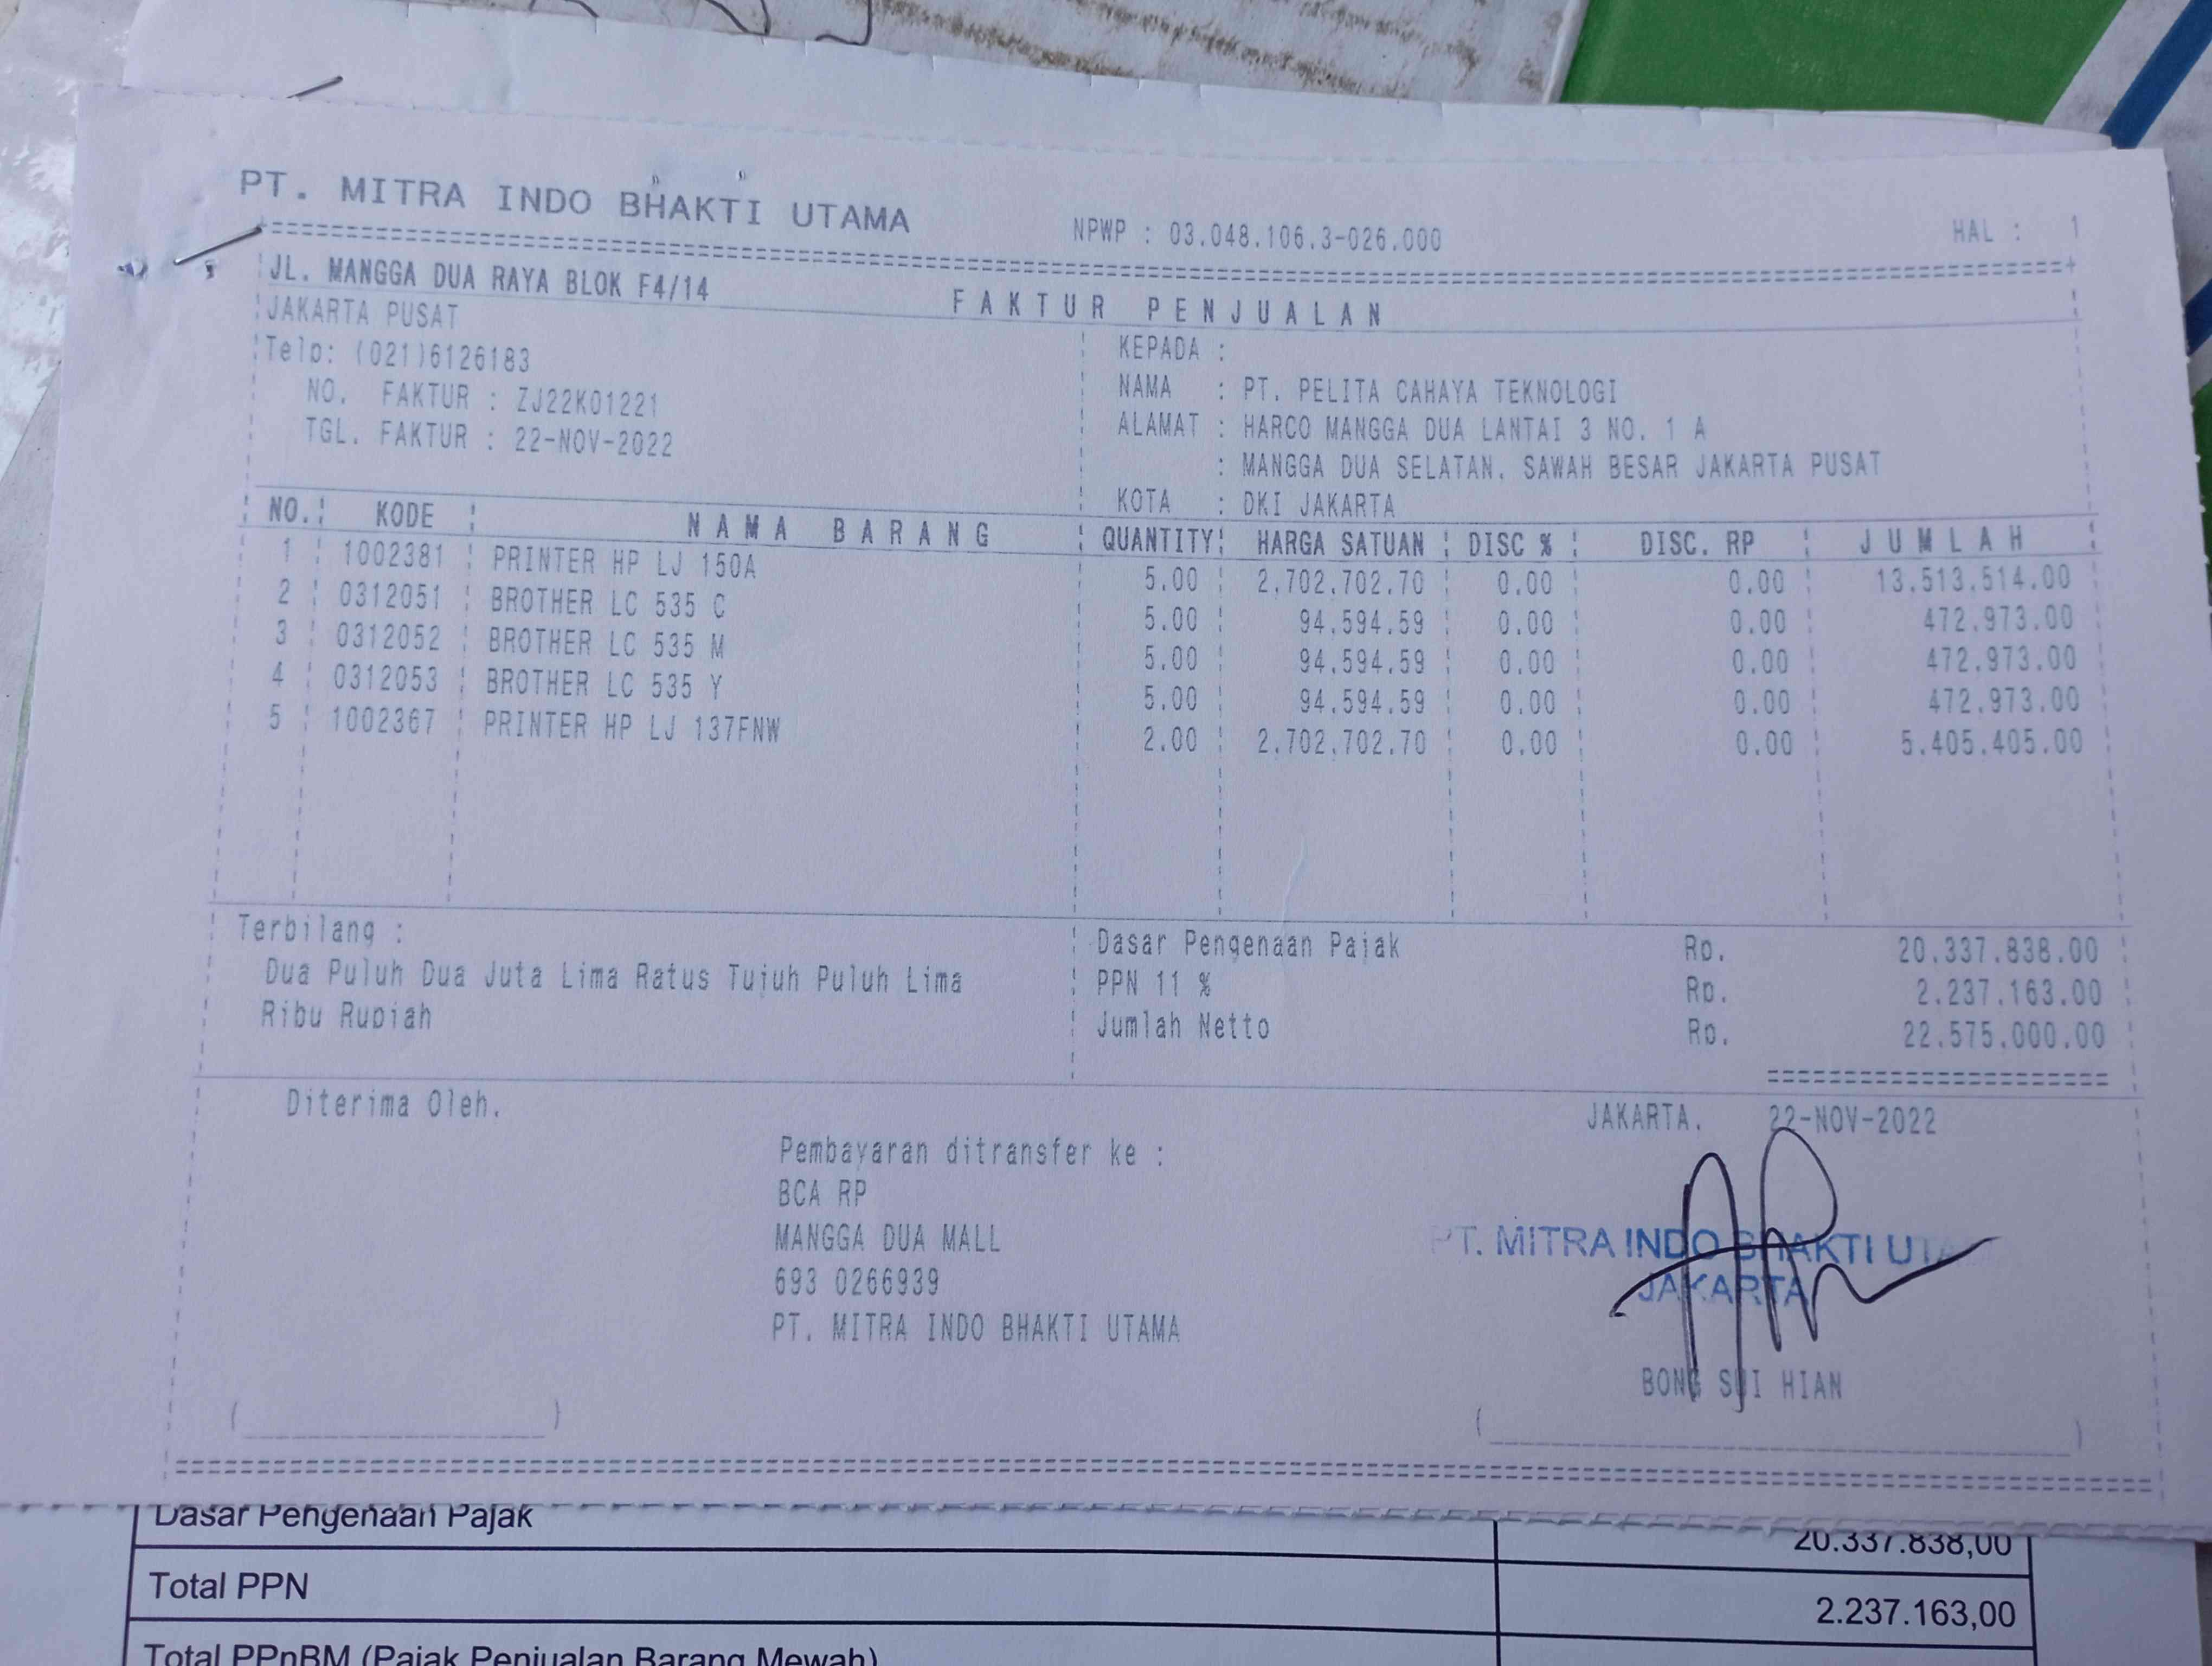 PT. MITRA INDO BHAKTI UTAMA
NPWP : 03.048.106.3-026.000
HAL : 1
JL. MANGGA DUA RAYA BLOK F4/14
JAKARTA PUSAT
FAKTUR PENJUALAN
Telp: (021)6126183
NO. FAKTUR : ZJ22K01221
TGL. FAKTUR : 22-NOV-2022
KEPADA :
NAMA : PT. PELITA CAHAYA TEKNOLOGI
ALAMAT : HARCO MANGGA DUA LANTAI 3 NO. 1 A
: MANGGA DUA SELATAN, SAWAH BESAR JAKARTA PUSAT
KOTA : DKI JAKARTA
NO. KODE NAMA BARANG QUANTITY HARGA SATUAN DISC % DISC. RP JUMLAH
1 1002381 PRINTER HP LJ 150A 5.00 2,702,702.70 0.00 0.00 13,513,514.00
2 0312051 BROTHER LC 535 C 5.00 94,594.59 0.00 0.00 472,973.00
3 0312052 BROTHER LC 535 M 5.00 94,594.59 0.00 0.00 472,973.00
4 0312053 BROTHER LC 535 Y 5.00 94,594.59 0.00 0.00 472,973.00
5 1002367 PRINTER HP LJ 137FNW 2.00 2,702,702.70 0.00 0.00 5,405,405.00
Terbilang :
Dua Puluh Dua Juta Lima Ratus Tujuh Puluh Lima
Ribu Rupiah
Dasar Pengenaan Pajak Rp. 20,337,838.00
PPN 11 % Rp. 2,237,163.00
Jumlah Netto Rp. 22,575,000.00
Diterima Oleh,
JAKARTA, 22-NOV-2022
Pembayaran ditransfer ke :
BCA RP
MANGGA DUA MALL
693 0266939
PT. MITRA INDO BHAKTI UTAMA
PT. MITRA INDO BHAKTI UTAMA
JAKARTA
BONG SUI HIAN
Dasar Pengenaan Pajak 20.337.838,00
Total PPN 2.237.163,00
Total PPnBM (Pajak Penjualan Barang Mewah)